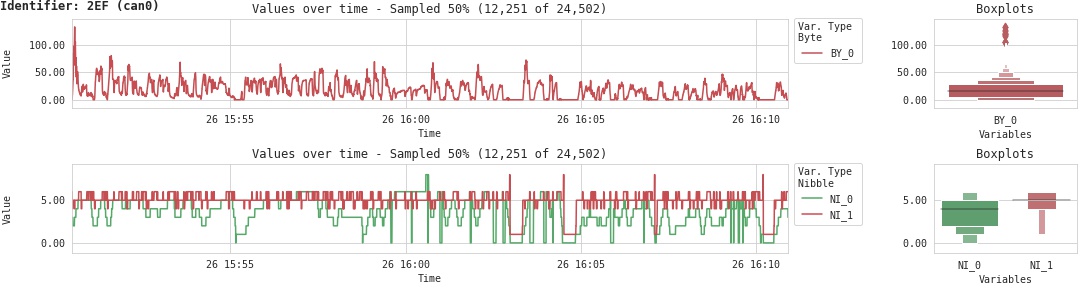 Identifier: 2EF (can0)
Values over time - Sampled 50% (12,251 of 24,502)
Boxplots
Var. Type
Byte
BY_0
Value
100.00
50.00
0.00
26 15:55
26 16:00
26 16:05
26 16:10
Time
100.00
50.00
0.00
BY_0
Variables
Values over time - Sampled 50% (12,251 of 24,502)
Boxplots
Var. Type
Nibble
NI_0
NI_1
Value
5.00
0.00
26 15:55
26 16:00
26 16:05
26 16:10
Time
5.00
0.00
NI_0
NI_1
Variables